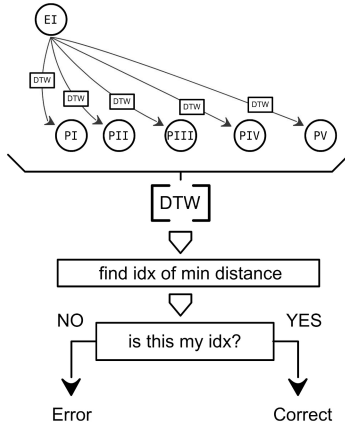 EI
DTW
DTW
DTW
DTW
DTW
PI
PII
PIII
PIV
PV
DTW
find idx of min distance
NO
YES
is this my idx?
Error
Correct